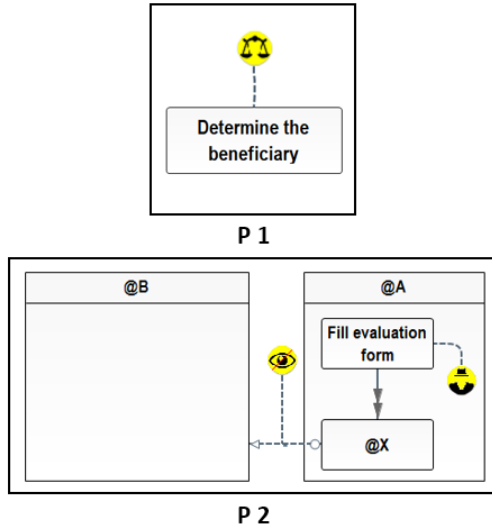 Determine the
beneficiary
P 1
@B
@A
Fill evaluation
form
@X
P 2